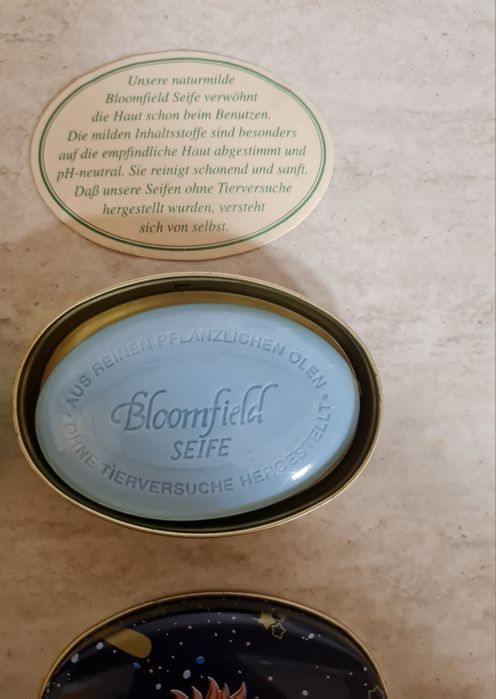 Unsere naturmilde
Bloomfield Seife verwöhnt
die Haut schon beim Benutzen.
Die milden Inhaltsstoffe sind besonders
auf die empfindliche Haut abgestimmt und
pH-neutral. Sie reinigt schonend und sanft.
Daß unsere Seifen ohne Tierversuche
hergestellt wurden, versteht
sich von selbst.
• AUS REINEN PFLANZLICHEN ÖLEN •
Bloomfield
SEIFE
OHNE TIERVERSUCHE HERGESTELLT